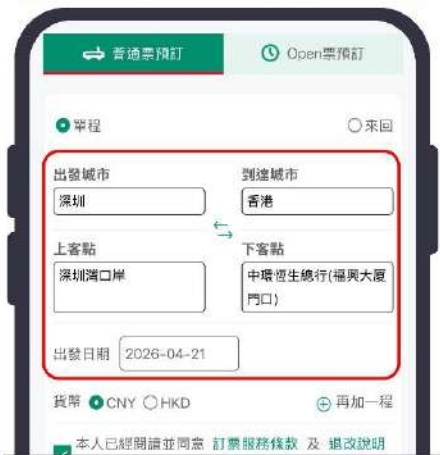 普通票預訂 Open票預訂
單程 來回
出發城市 到達城市
深圳 香港
上客點 下客點
深圳灣口岸 中環恆生總行(福興大廈
門口)
出發日期 2026-04-21
貨幣 CNY HKD 再加一程
本人已經閱讀並同意 訂票服務條款 及 退改說明